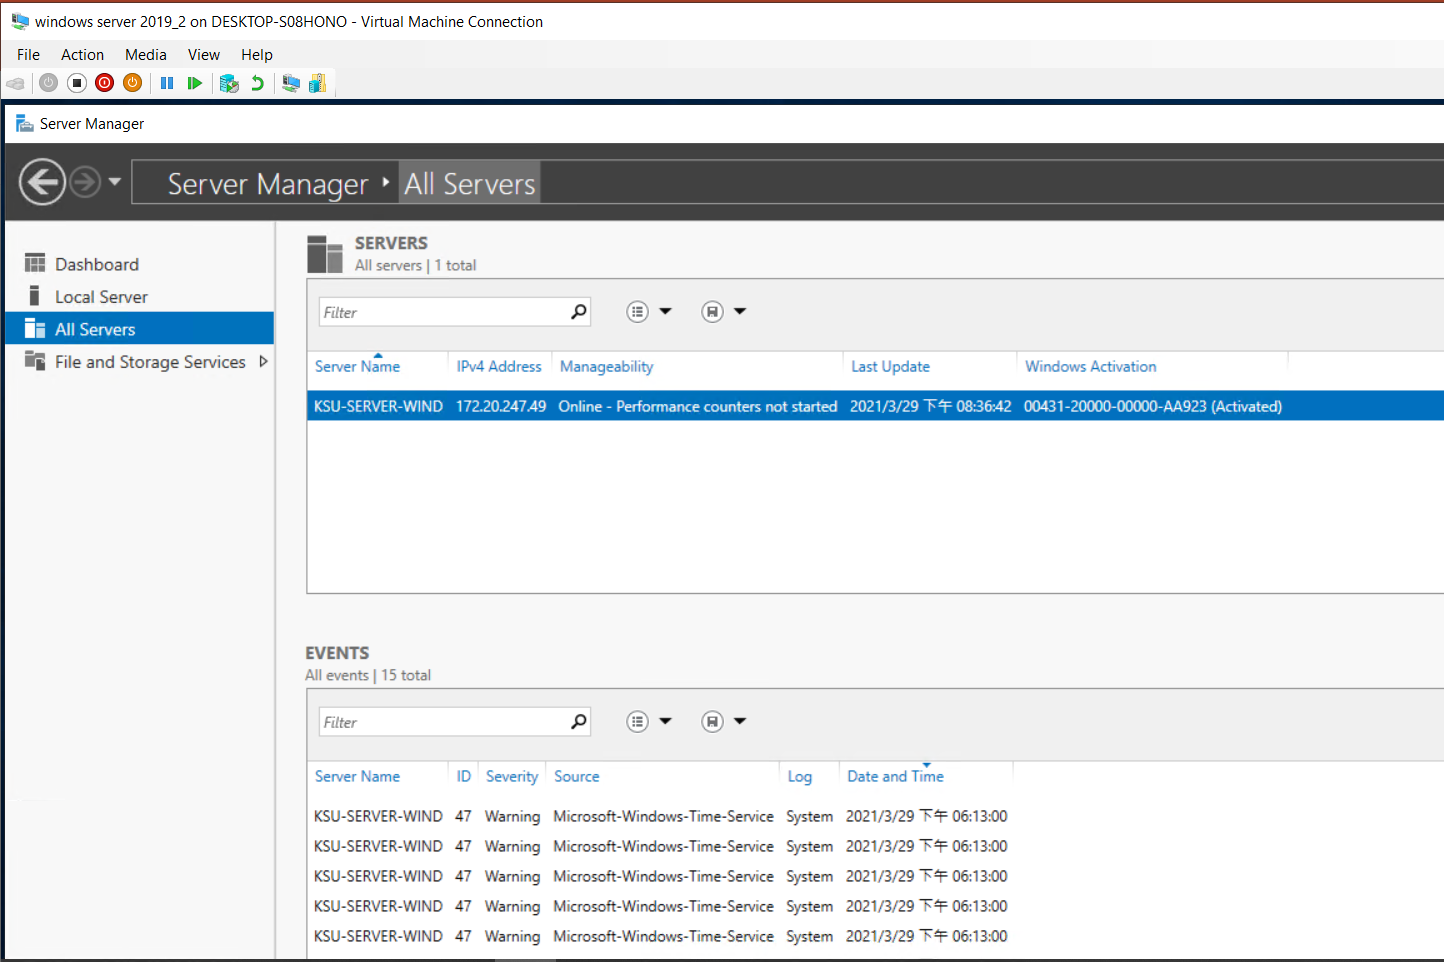 windows server 2019_2 on DESKTOP-S08HONO - Virtual Machine Connection
File Action Media View Help
Server Manager
Server Manager All Servers
Dashboard
Local Server
All Servers
File and Storage Services
SERVERS
All servers | 1 total
Filter
Server Name IPv4 Address Manageability Last Update Windows Activation
KSU-SERVER-WIND 172.20.247.49 Online - Performance counters not started 2021/3/29 下午 08:36:42 00431-20000-00000-AA923 (Activated)
EVENTS
All events | 15 total
Filter
Server Name ID Severity Source Log Date and Time
KSU-SERVER-WIND 47 Warning Microsoft-Windows-Time-Service System 2021/3/29 下午 06:13:00
KSU-SERVER-WIND 47 Warning Microsoft-Windows-Time-Service System 2021/3/29 下午 06:13:00
KSU-SERVER-WIND 47 Warning Microsoft-Windows-Time-Service System 2021/3/29 下午 06:13:00
KSU-SERVER-WIND 47 Warning Microsoft-Windows-Time-Service System 2021/3/29 下午 06:13:00
KSU-SERVER-WIND 47 Warning Microsoft-Windows-Time-Service System 2021/3/29 下午 06:13:00